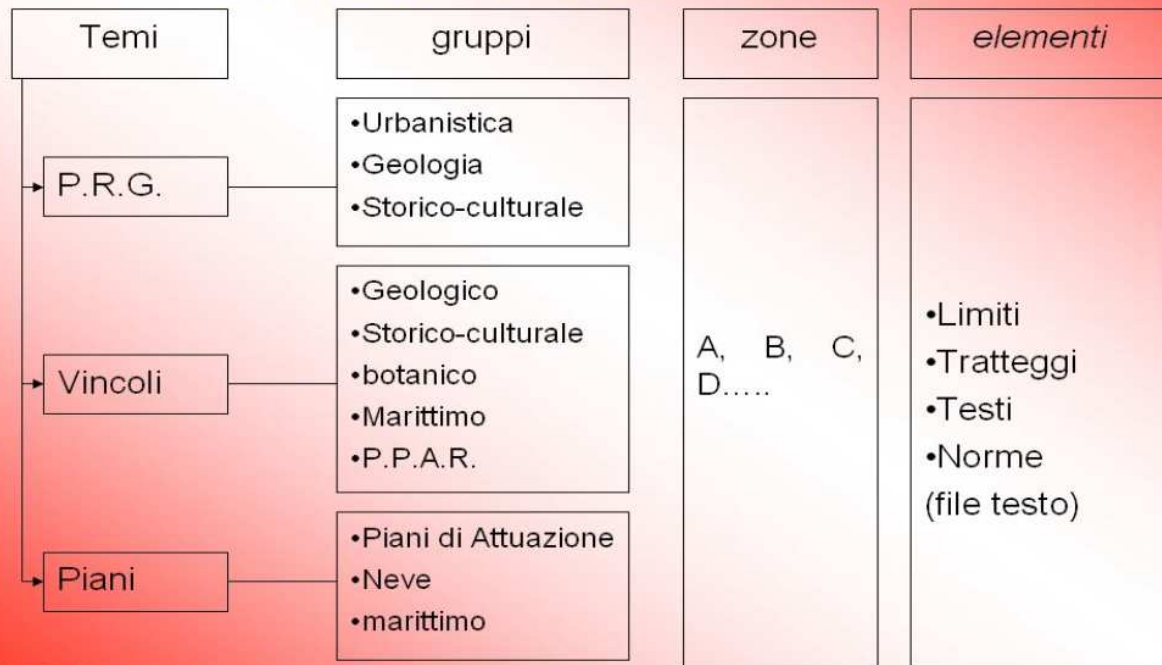 Temi
gruppi
zone
elementi
P.R.G.
•Urbanistica
•Geologia
•Storico-culturale
Vincoli
•Geologico
•Storico-culturale
•botanico
•Marittimo
•P.P.A.R.
Piani
•Piani di Attuazione
•Neve
•marittimo
A, B, C,
D.....
•Limiti
•Tratteggi
•Testi
•Norme
(file testo)